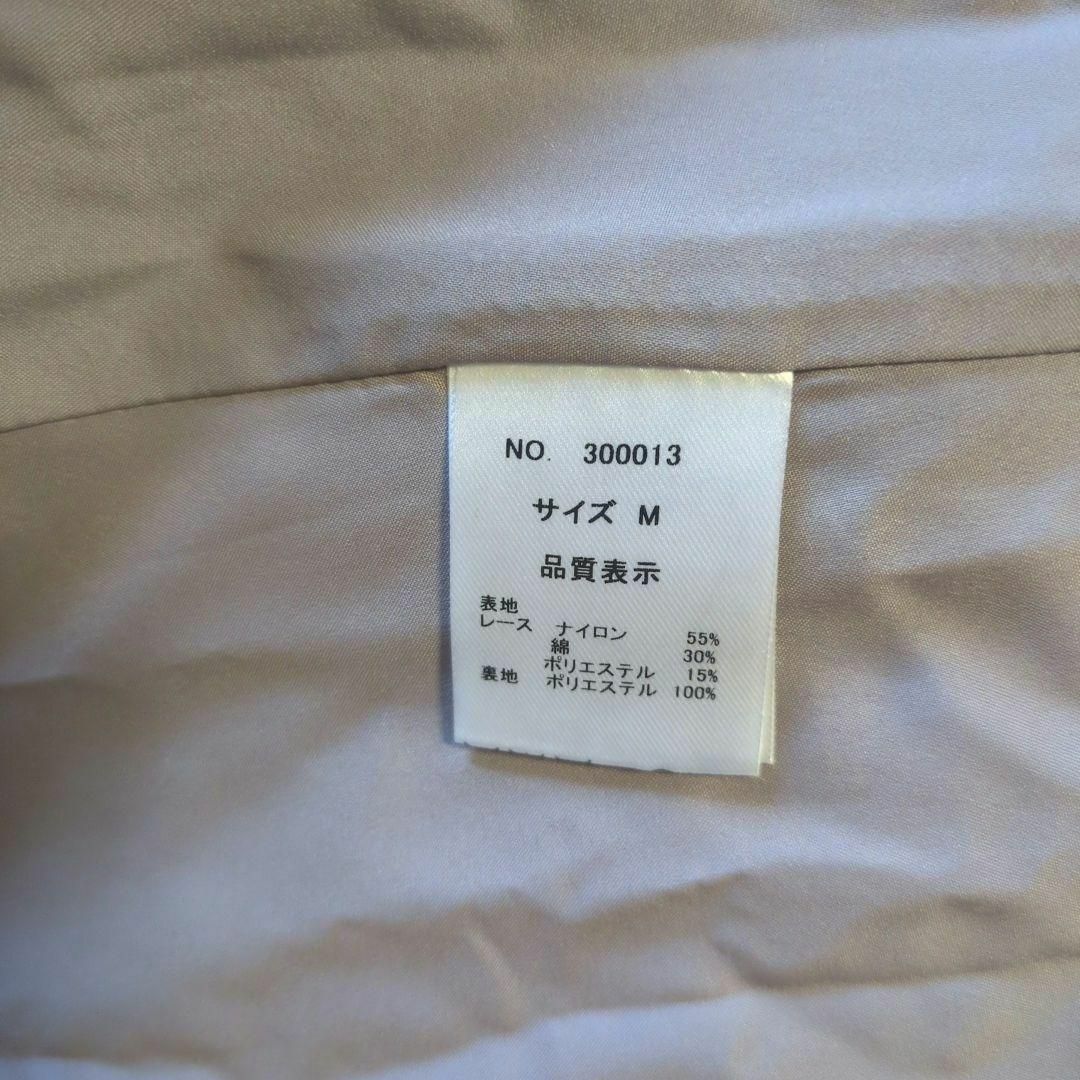 NO. 300013
サイズ M
品質表示
表地
レース ナイロン 55%
綿 30%
ポリエステル 15%
裏地 ポリエステル 100%